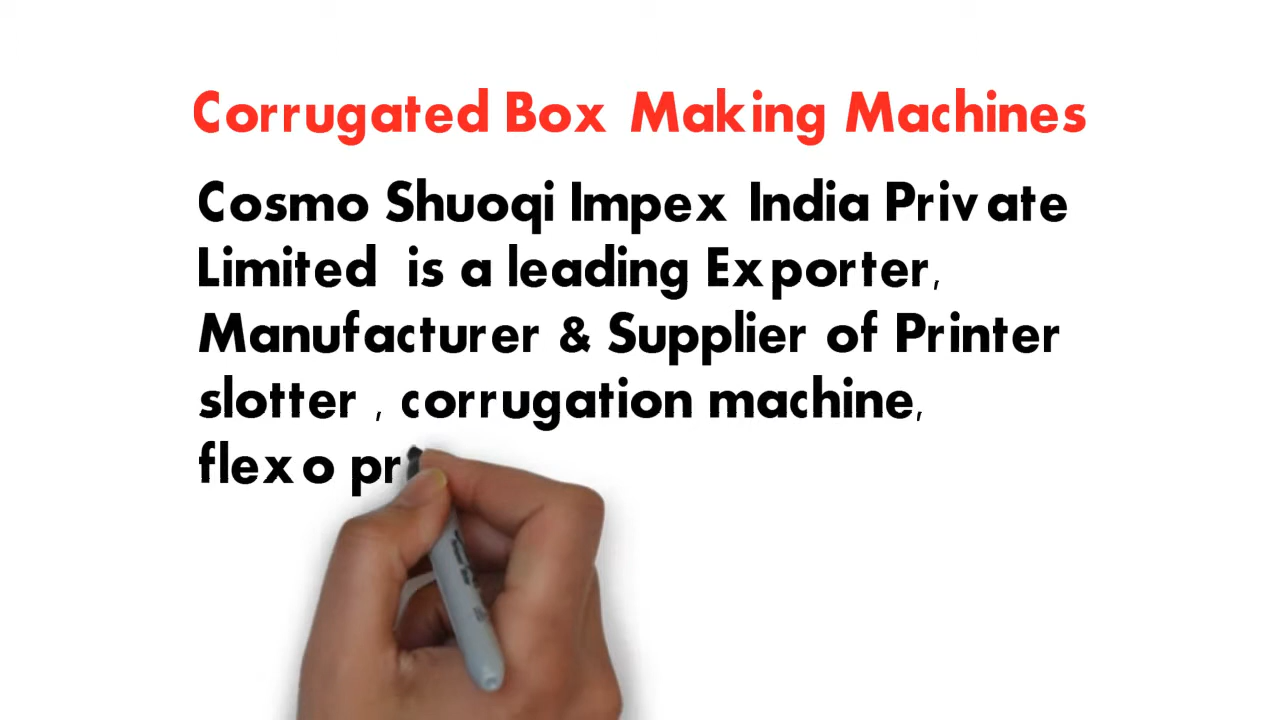 Corrugated Box Making Machines
Cosmo Shuoqi Impex India Private
Limited is a leading Exporter,
Manufacturer & Supplier of Printer
slotter , corrugation machine,
flexo pr